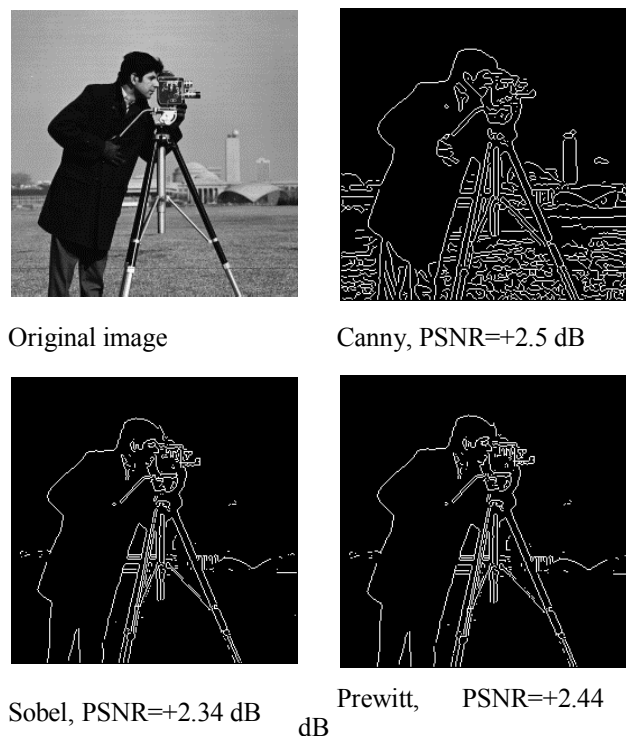 Original image
Canny, PSNR=+2.5 dB
Sobel, PSNR=+2.34 dB
Prewitt, PSNR=+2.44
dB